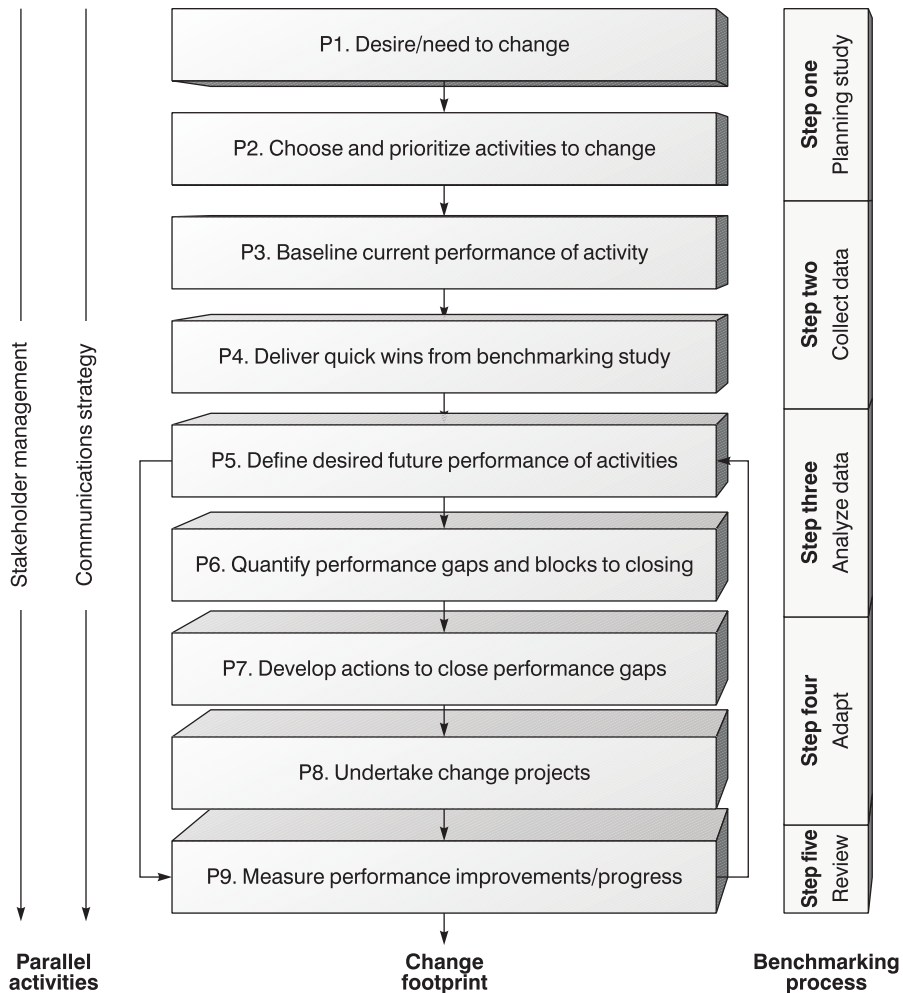 P1. Desire/need to change
P2. Choose and prioritize activities to change
P3. Baseline current performance of activity
P4. Deliver quick wins from benchmarking study
P5. Define desired future performance of activities
P6. Quantify performance gaps and blocks to closing
P7. Develop actions to close performance gaps
P8. Undertake change projects
P9. Measure performance improvements/progress
Stakeholder management
Communications strategy
Step one
Planning study
Step two
Collect data
Step three
Analyze data
Step four
Adapt
Step five
Review
Parallel
activities
Change
footprint
Benchmarking
process